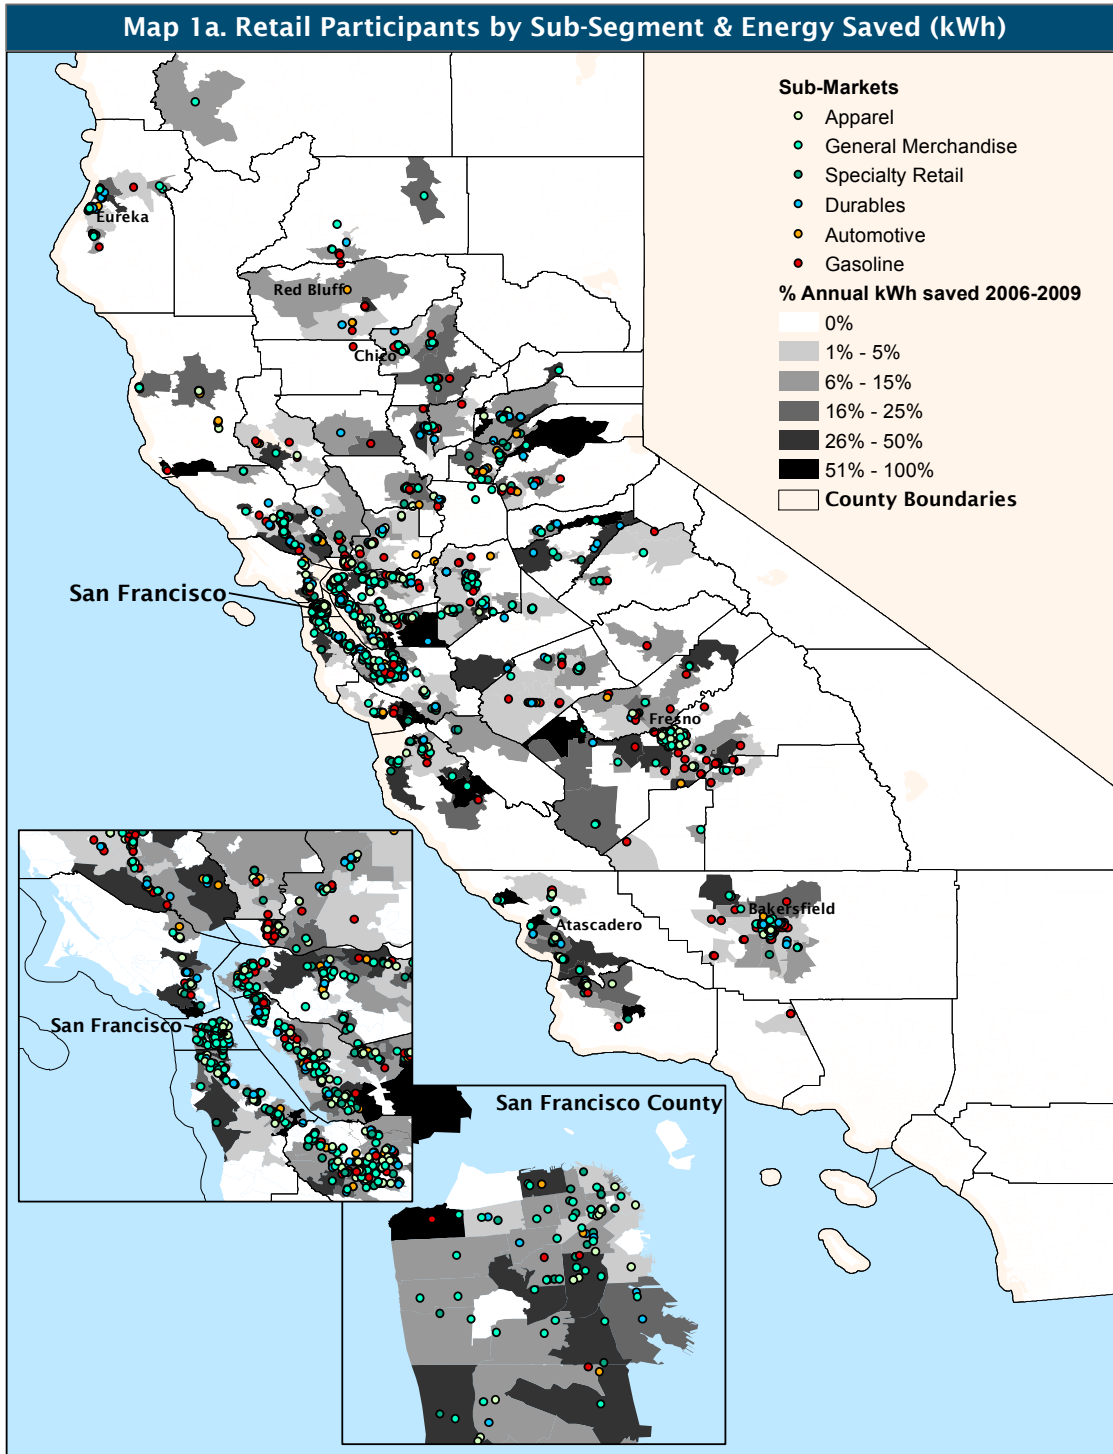 Map 1a. Retail Participants by Sub-Segment & Energy Saved (kWh)
Sub-Markets
Apparel
General Merchandise
Specialty Retail
Durables
Automotive
Gasoline
% Annual kWh saved 2006-2009
0%
1% - 5%
6% - 15%
16% - 25%
26% - 50%
51% - 100%
County Boundaries
Eureka
Red Bluff
Chico
San Francisco
Fresno
Atascadero
Bakersfield
San Francisco
San Francisco County